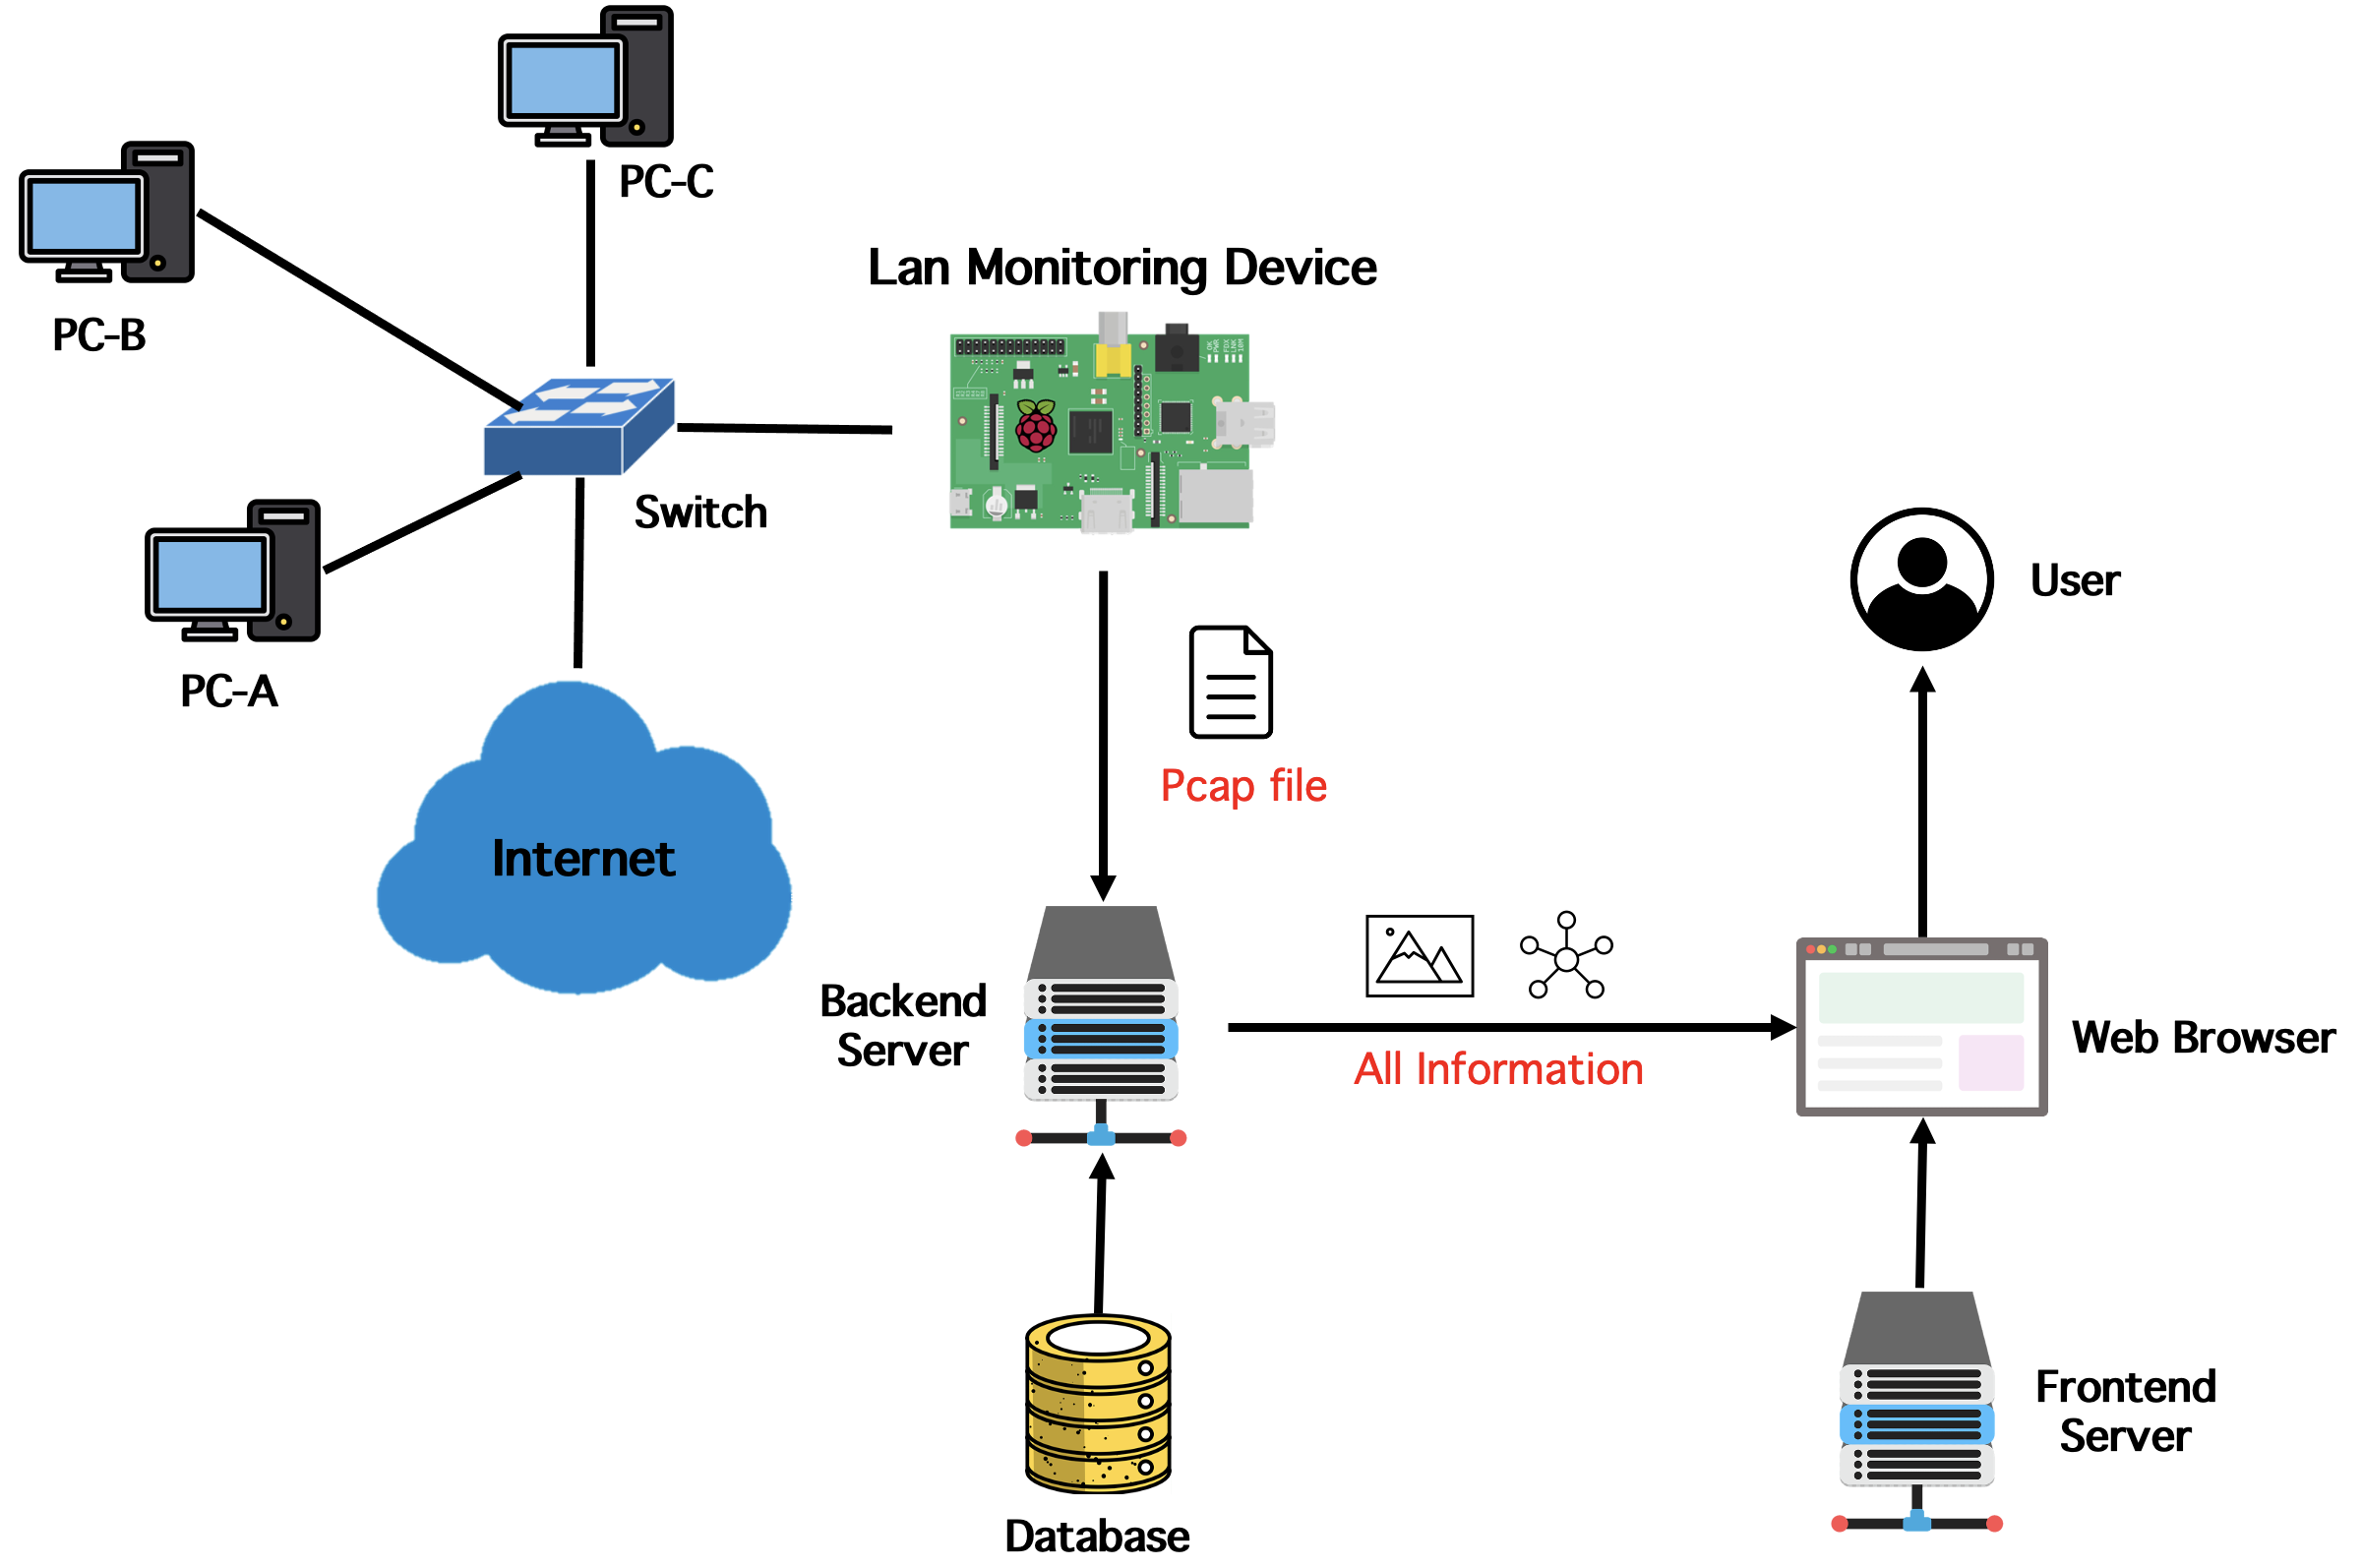 PC-C
PC-B
Lan Monitoring Device
Switch
PC-A
User
Pcap file
Internet
Backend
Server
All Information
Web Browser
Frontend
Server
Database